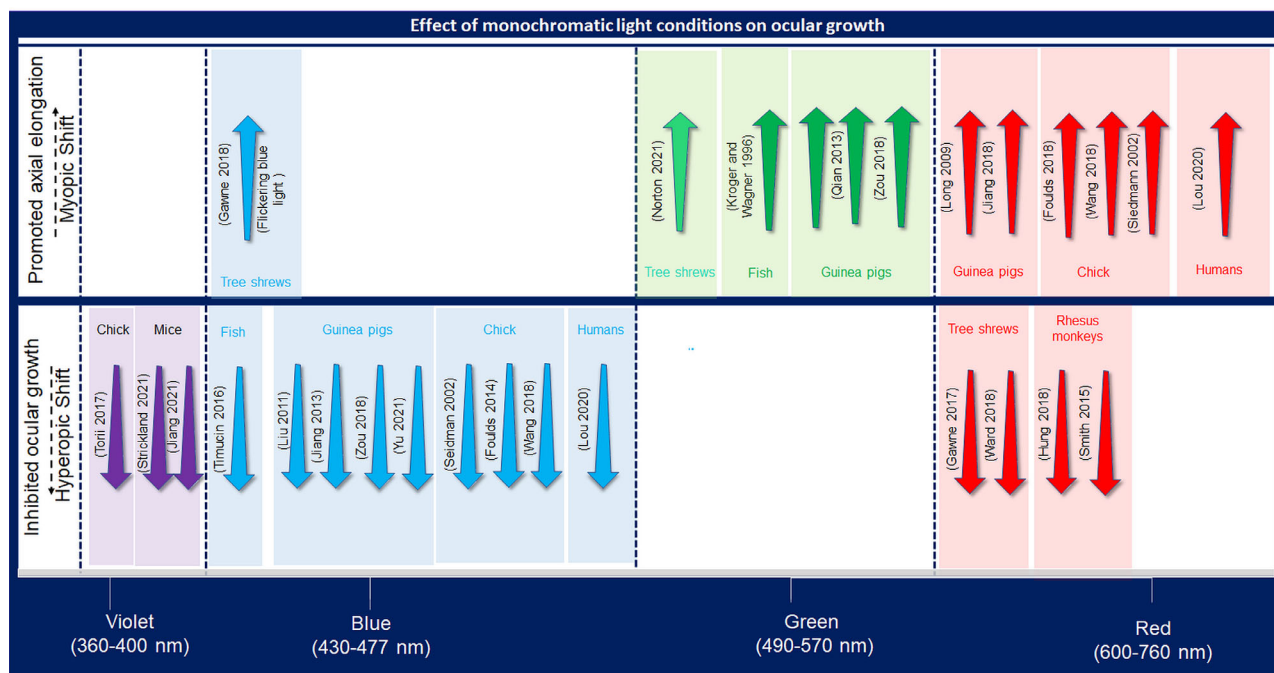 Effect of monochromatic light conditions on ocular growth
Promoted axial elongation
Myopic Shift
(Gawne 2018)
(Flickering blue
light )
Tree shrews
(Norton 2021)
Tree shrews
(Kroger and
Wagner 1996)
Fish
(Qian 2013)
(Zou 2018)
Guinea pigs
(Long 2009)
(Jiang 2018)
Guinea pigs
(Foulds 2018)
(Wang 2018)
(Siedmann 2002)
Chick
(Lou 2020)
Humans
Inhibited ocular growth
Hyperopic Shift
Chick
(Torii 2017)
Mice
(Strickland 2021)
(Jiang 2021)
Fish
(Timucin 2016)
Guinea pigs
(Liu 2011)
(Jiang 2013)
(Zou 2018)
(Yu 2021)
Chick
(Seidman 2002)
(Foulds 2014)
(Wang 2018)
Humans
(Lou 2020)
..
Tree shrews
(Gawne 2017)
(Ward 2018)
Rhesus
monkeys
(Hung 2018)
(Smith 2015)
Violet
(360-400 nm)
Blue
(430-477 nm)
Green
(490-570 nm)
Red
(600-760 nm)